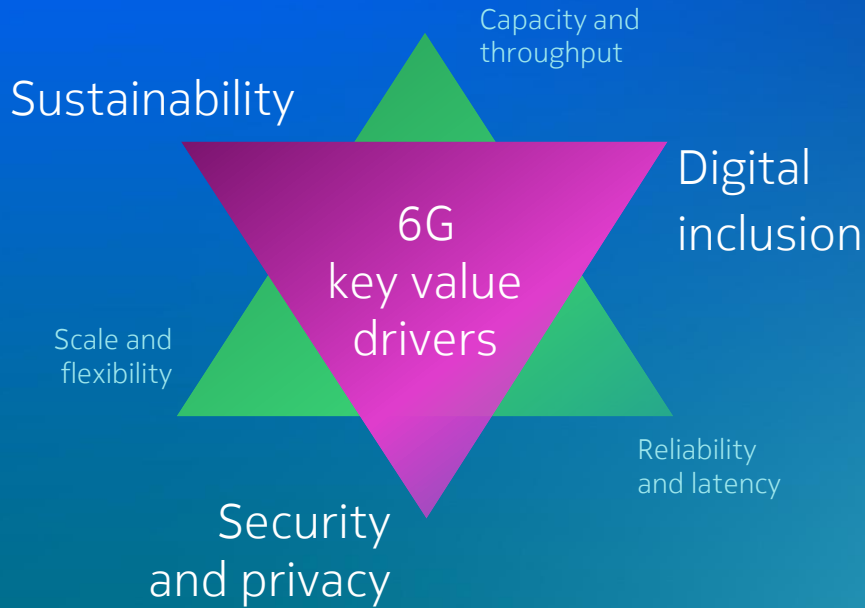 Capacity and
throughput
Sustainability
Digital
inclusion
6G
key value
drivers
Scale and
flexibility
Reliability
and latency
Security
and privacy